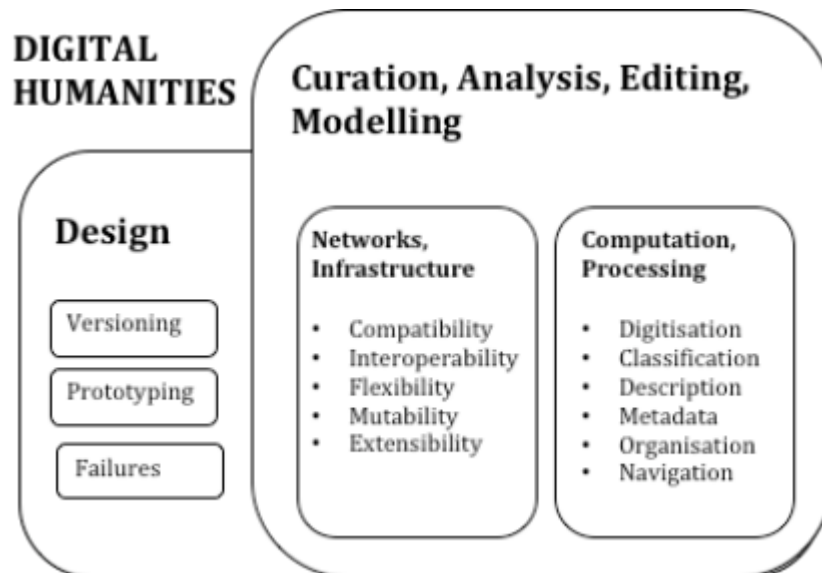 DIGITAL
HUMANITIES
Curation, Analysis, Editing,
Modelling
Design
Versioning
Prototyping
Failures
Networks,
Infrastructure
• Compatibility
• Interoperability
• Flexibility
• Mutability
• Extensibility
Computation,
Processing
• Digitisation
• Classification
• Description
• Metadata
• Organisation
• Navigation